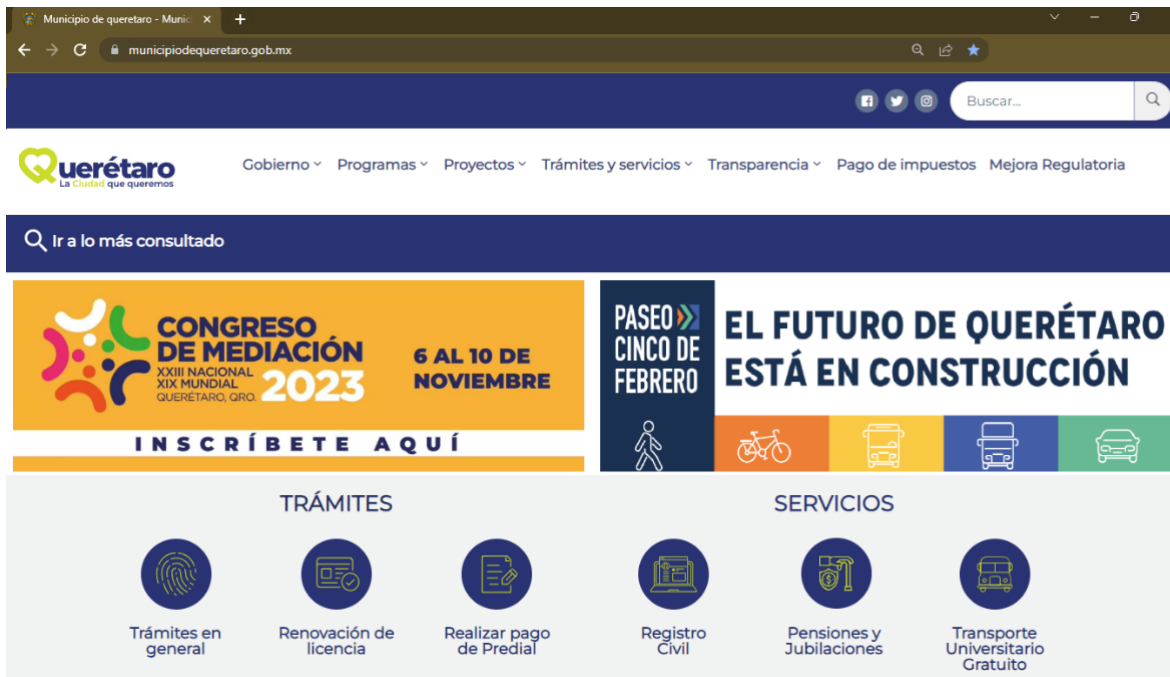 Municipio de queretaro - Munic
municipiodequeretaro.gob.mx
Buscar...
Querétaro
La Ciudad que queremos
Gobierno Programas Proyectos Trámites y servicios Transparencia Pago de impuestos Mejora Regulatoria
Ir a lo más consultado
CONGRESO
DE MEDIACIÓN
XXIII NACIONAL
XIX MUNDIAL
QUERÉTARO, QRO.
2023
6 AL 10 DE
NOVIEMBRE
INSCRÍBETE AQUÍ
PASEO
CINCO DE
FEBRERO
EL FUTURO DE QUERÉTARO
ESTÁ EN CONSTRUCCIÓN
TRÁMITES
Trámites en
general
Renovación de
licencia
Realizar pago
de Predial
SERVICIOS
Registro
Civil
Pensiones y
Jubilaciones
Transporte
Universitario
Gratuito